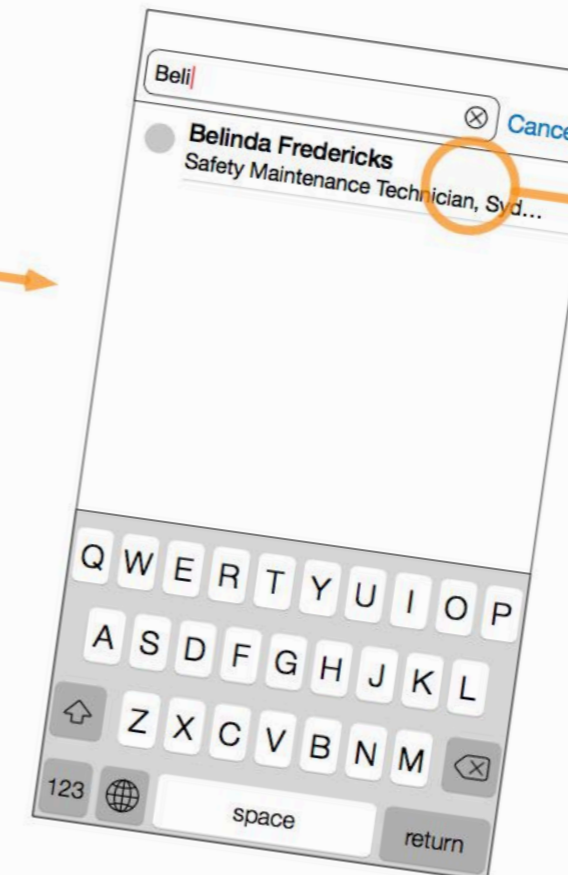 Beli
Cance
Belinda Fredericks
Safety Maintenance Technician, Syd...
Q W E R T Y U I O P
A S D F G H J K L
Z X C V B N M
123 space return